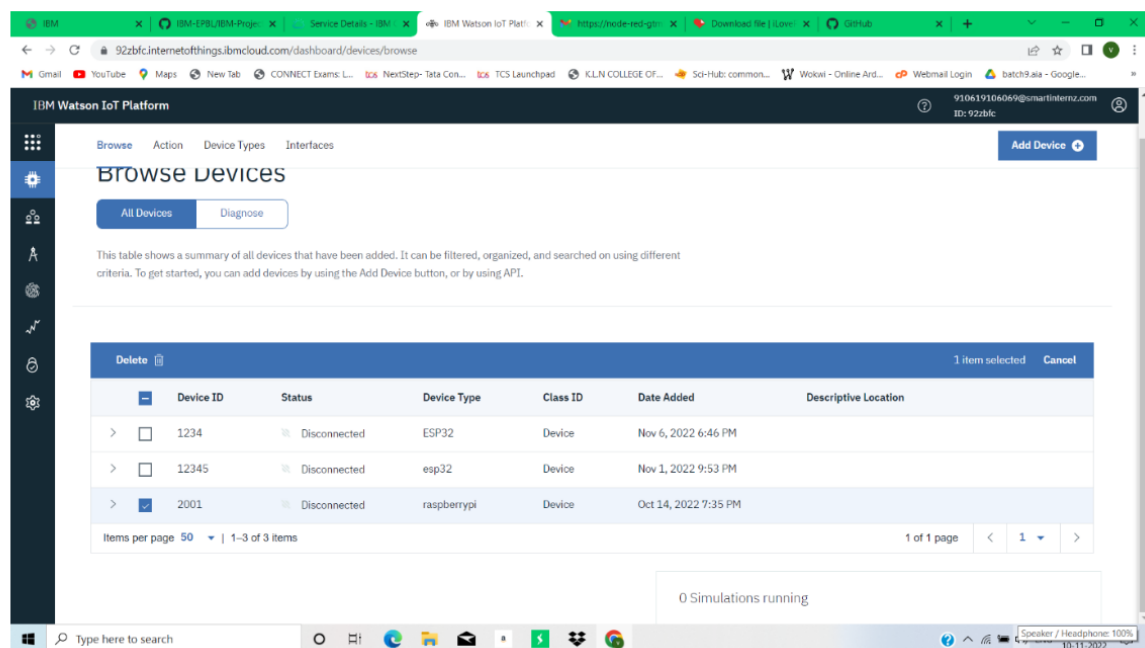 IBM
IBM-EPBL/IBM-Projec
Service Details - IBM
IBM Watson IoT Platfo
https://node-red-gtm
Download file | iLove
GitHub
92zbfc.internetofthings.ibmcloud.com/dashboard/devices/browse
V
Gmail YouTube Maps New Tab CONNECT Exams: L... tcs NextStep- Tata Con... tcs TCS Launchpad K.L.N COLLEGE OF... Sci-Hub: common... Wokwi - Online Ard... Webmail Login batch9.aia - Google... »
IBM Watson IoT Platform
910619106069@smartinternz.com
ID: 92zbfc
Browse Action Device Types Interfaces
Add Device
Browse Devices
All Devices Diagnose
This table shows a summary of all devices that have been added. It can be filtered, organized, and searched on using different
criteria. To get started, you can add devices by using the Add Device button, or by using API.
Delete 1 item selected Cancel
Device ID Status Device Type Class ID Date Added Descriptive Location
1234 Disconnected ESP32 Device Nov 6, 2022 6:46 PM
12345 Disconnected esp32 Device Nov 1, 2022 9:53 PM
2001 Disconnected raspberrypi Device Oct 14, 2022 7:35 PM
Items per page 50 | 1–3 of 3 items 1 of 1 page 1
0 Simulations running
Type here to search
a
Speaker / Headphone: 100%
10-11-2022